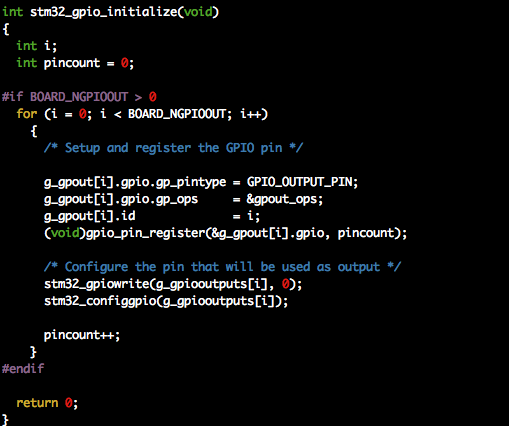 int stm32_gpio_initialize(void)
{
  int i;
  int pincount = 0;

#if BOARD_NGPIOOUT > 0
  for (i = 0; i < BOARD_NGPIOOUT; i++)
    {
      /* Setup and register the GPIO pin */

      g_gpout[i].gpio.gp_pintype = GPIO_OUTPUT_PIN;
      g_gpout[i].gpio.gp_ops     = &gpout_ops;
      g_gpout[i].id              = i;
      (void)gpio_pin_register(&g_gpout[i].gpio, pincount);

      /* Configure the pin that will be used as output */
      stm32_gpiowrite(g_gpiooutputs[i], 0);
      stm32_configgpio(g_gpiooutputs[i]);

      pincount++;
    }
#endif

  return 0;
}